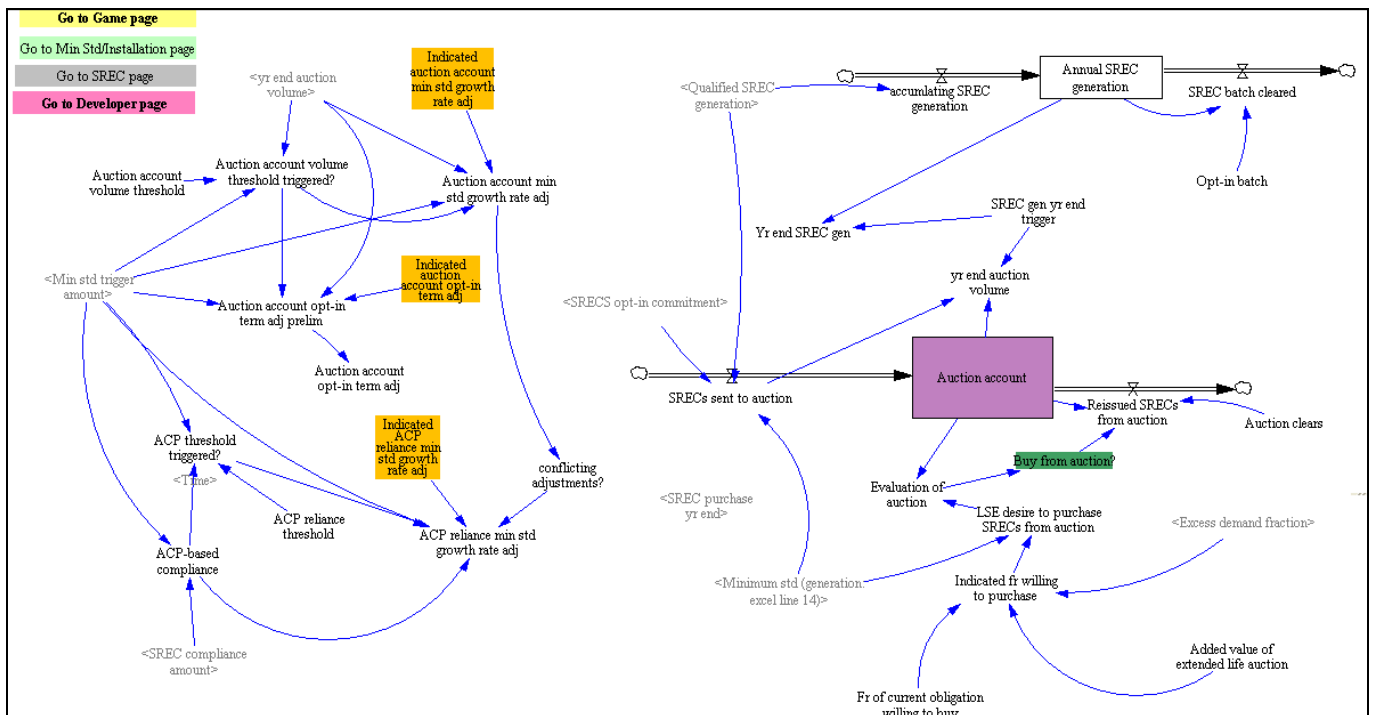 Go to Game page
Go to Min Std/Installation page
Go to SREC page
Go to Developer page
<yr end auction
volume>
Indicated
auction account
min std growth
rate adj
Auction account
volume threshold
Auction account volume
threshold triggered?
Auction account min
std growth rate adj
<Min std trigger
amount>
Indicated
auction
account opt-in
term adj
Auction account opt-in
term adj prelim
Auction account
opt-in term adj
ACP threshold
triggered?
<Time>
Indicated
ACP
reliance min
std growth
rate adj
conflicting
adjustments?
ACP reliance
threshold
ACP reliance min std
growth rate adj
ACP-based
compliance
<SREC compliance
amount>
<Qualified SREC
generation>
accumlating SREC
generation
Annual SREC
generation
SREC batch cleared
Opt-in batch
SREC gen yr end
trigger
Yr end SREC gen
yr end auction
volume
<SRECS opt-in commitment>
SRECs sent to auction
Auction account
Reissued SRECs
from auction
Auction clears
Buy from auction?
Evaluation of
auction
<SREC purchase
yr end>
LSE desire to purchase
SRECs from auction
<Excess demand fraction>
<Minimum std (generation:
excel line 14)>
Indicated fr willing
to purchase
Added value of
extended life auction
Fr of current obligation
willing to buy